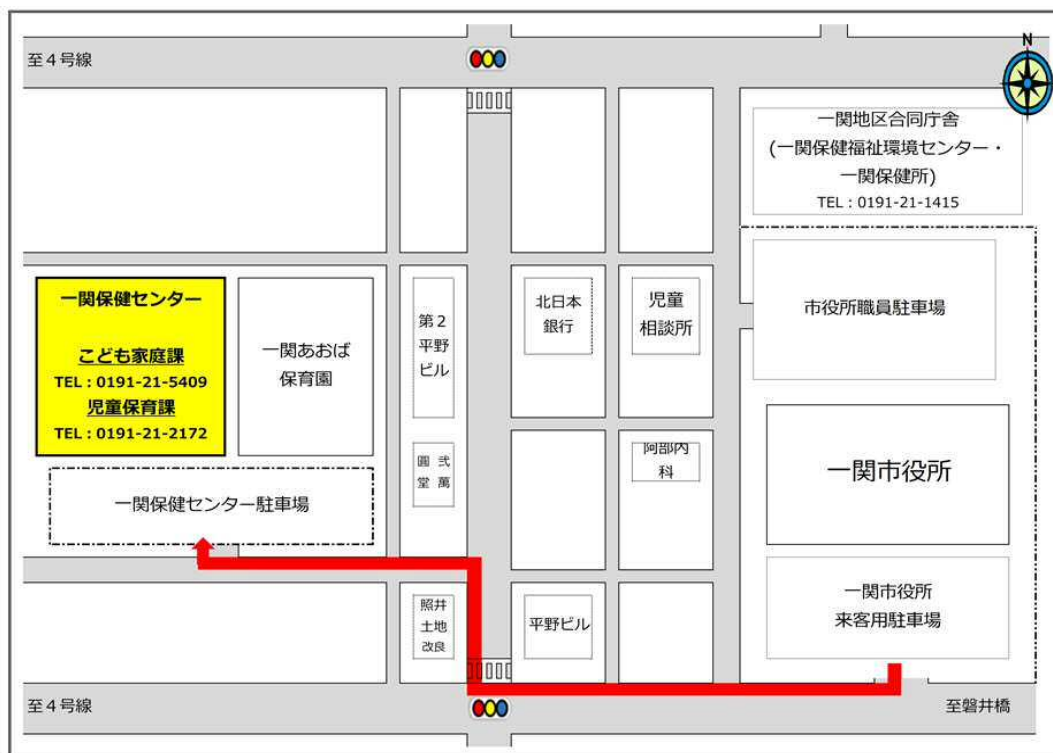 至４号線
N
一関地区合同庁舎
(一関保健福祉環境センター・
一関保健所)
TEL：0191-21-1415
一関保健センター
こども家庭課
TEL：0191-21-5409
児童保育課
TEL：0191-21-2172
一関あおば
保育園
第２
平野
ビル
北日本
銀行
児童
相談所
市役所職員駐車場
弐萬
圓堂
阿部内
科
一関市役所
一関保健センター駐車場
照井
土地
改良
平野ビル
一関市役所
来客用駐車場
至４号線
至磐井橋